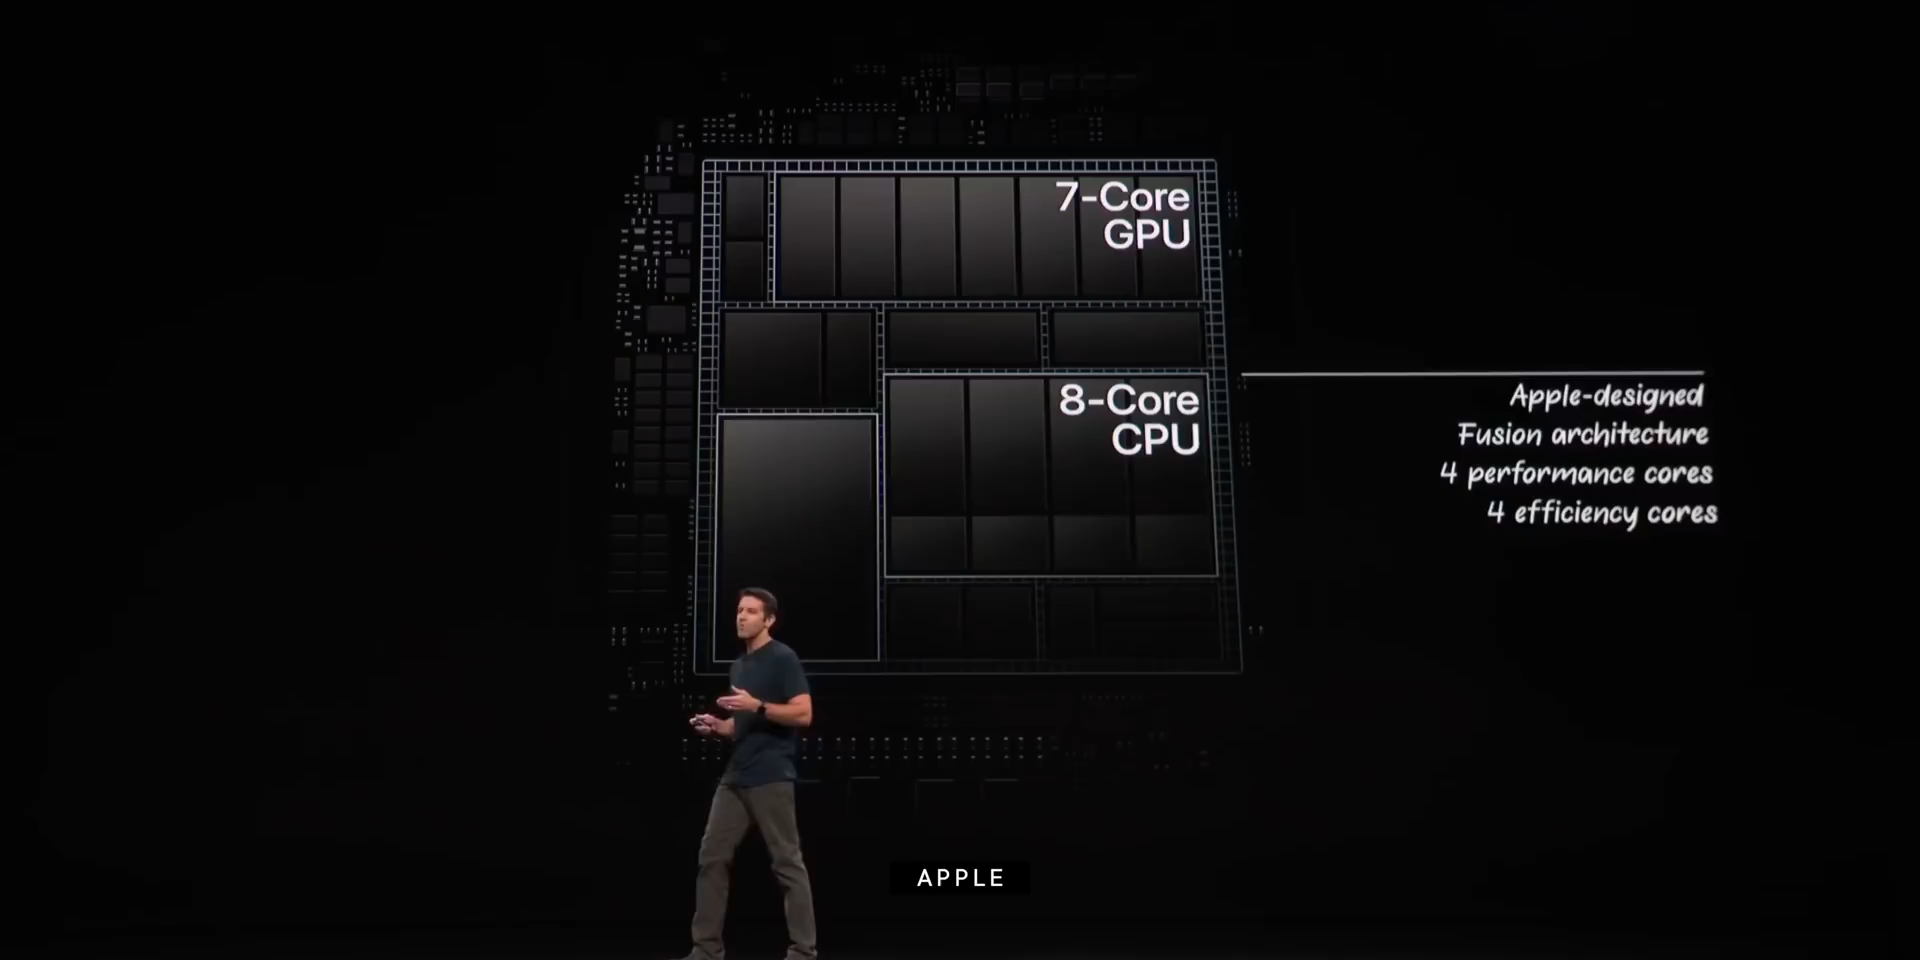 7-Core
GPU
8-Core
CPU
Apple-designed
Fusion architecture
4 performance cores
4 efficiency cores
APPLE